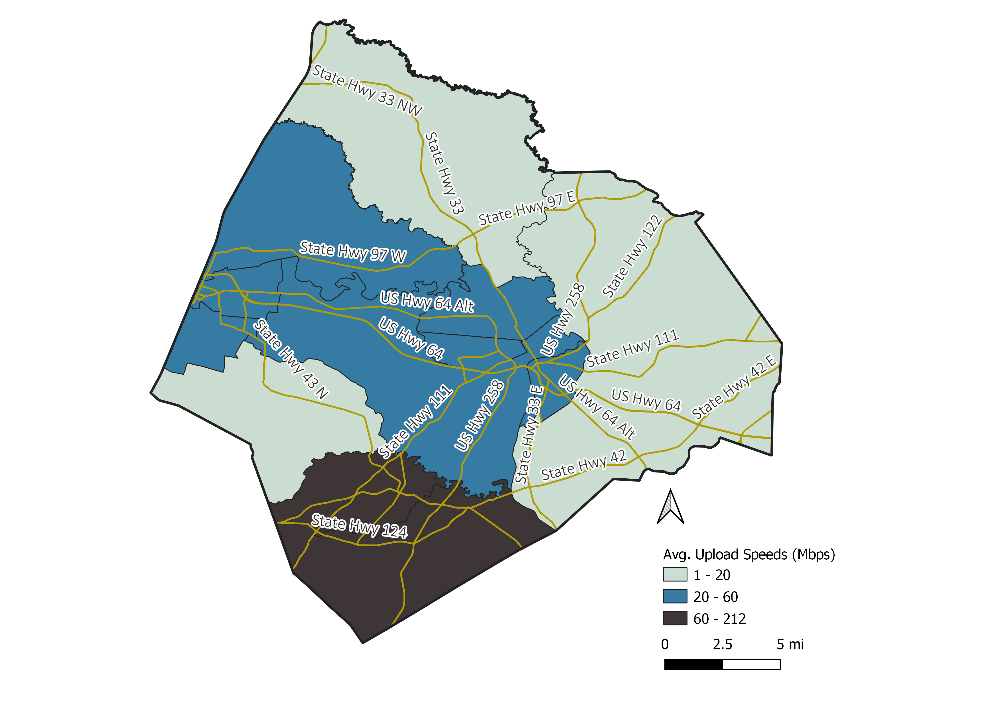 State Hwy 33 NW
State Hwy 33
State Hwy 97 E
State Hwy 122
State Hwy 97 W
US Hwy 64 Alt
US Hwy 258
US Hwy 64
State Hwy 111
State Hwy 43 N
State Hwy 42 E
US Hwy 64
US Hwy 64 Alt
State Hwy 111
US Hwy 258
State Hwy 33 E
State Hwy 42
State Hwy 124
Avg. Upload Speeds (Mbps)
1 - 20
20 - 60
60 - 212
0 2.5 5 mi